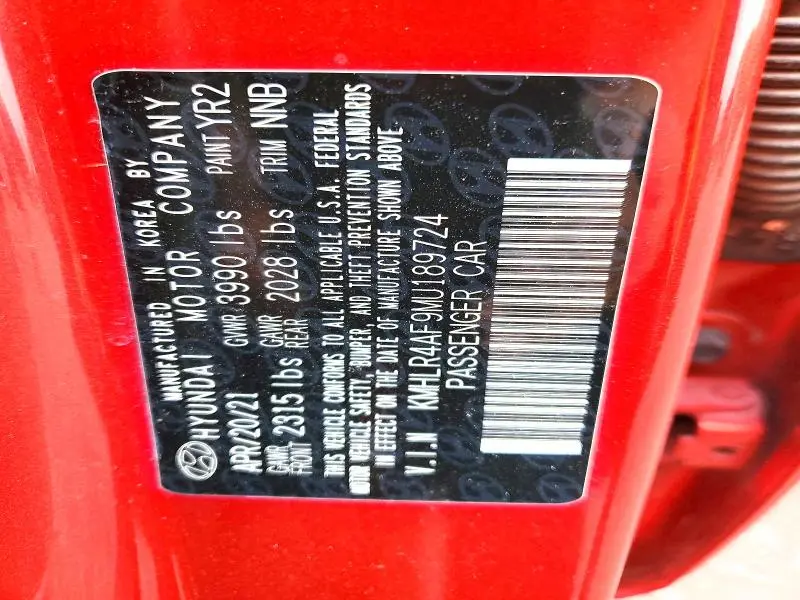 MANUFACTURED IN KOREA BY
HYUNDAI MOTOR COMPANY
APR/20/21 GVWR 3990 lbs PAINT YR2
GAWR FRONT 2315 lbs GAWR REAR 2028 lbs TRIM NNB
THIS VEHICLE CONFORMS TO ALL APPLICABLE U.S.A. FEDERAL
MOTOR VEHICLE SAFETY, BUMPER, AND THEFT PREVENTION STANDARDS
IN EFFECT ON THE DATE OF MANUFACTURE SHOWN ABOVE
V.I.N KMHLR4AF9MU189724
PASSENGER CAR